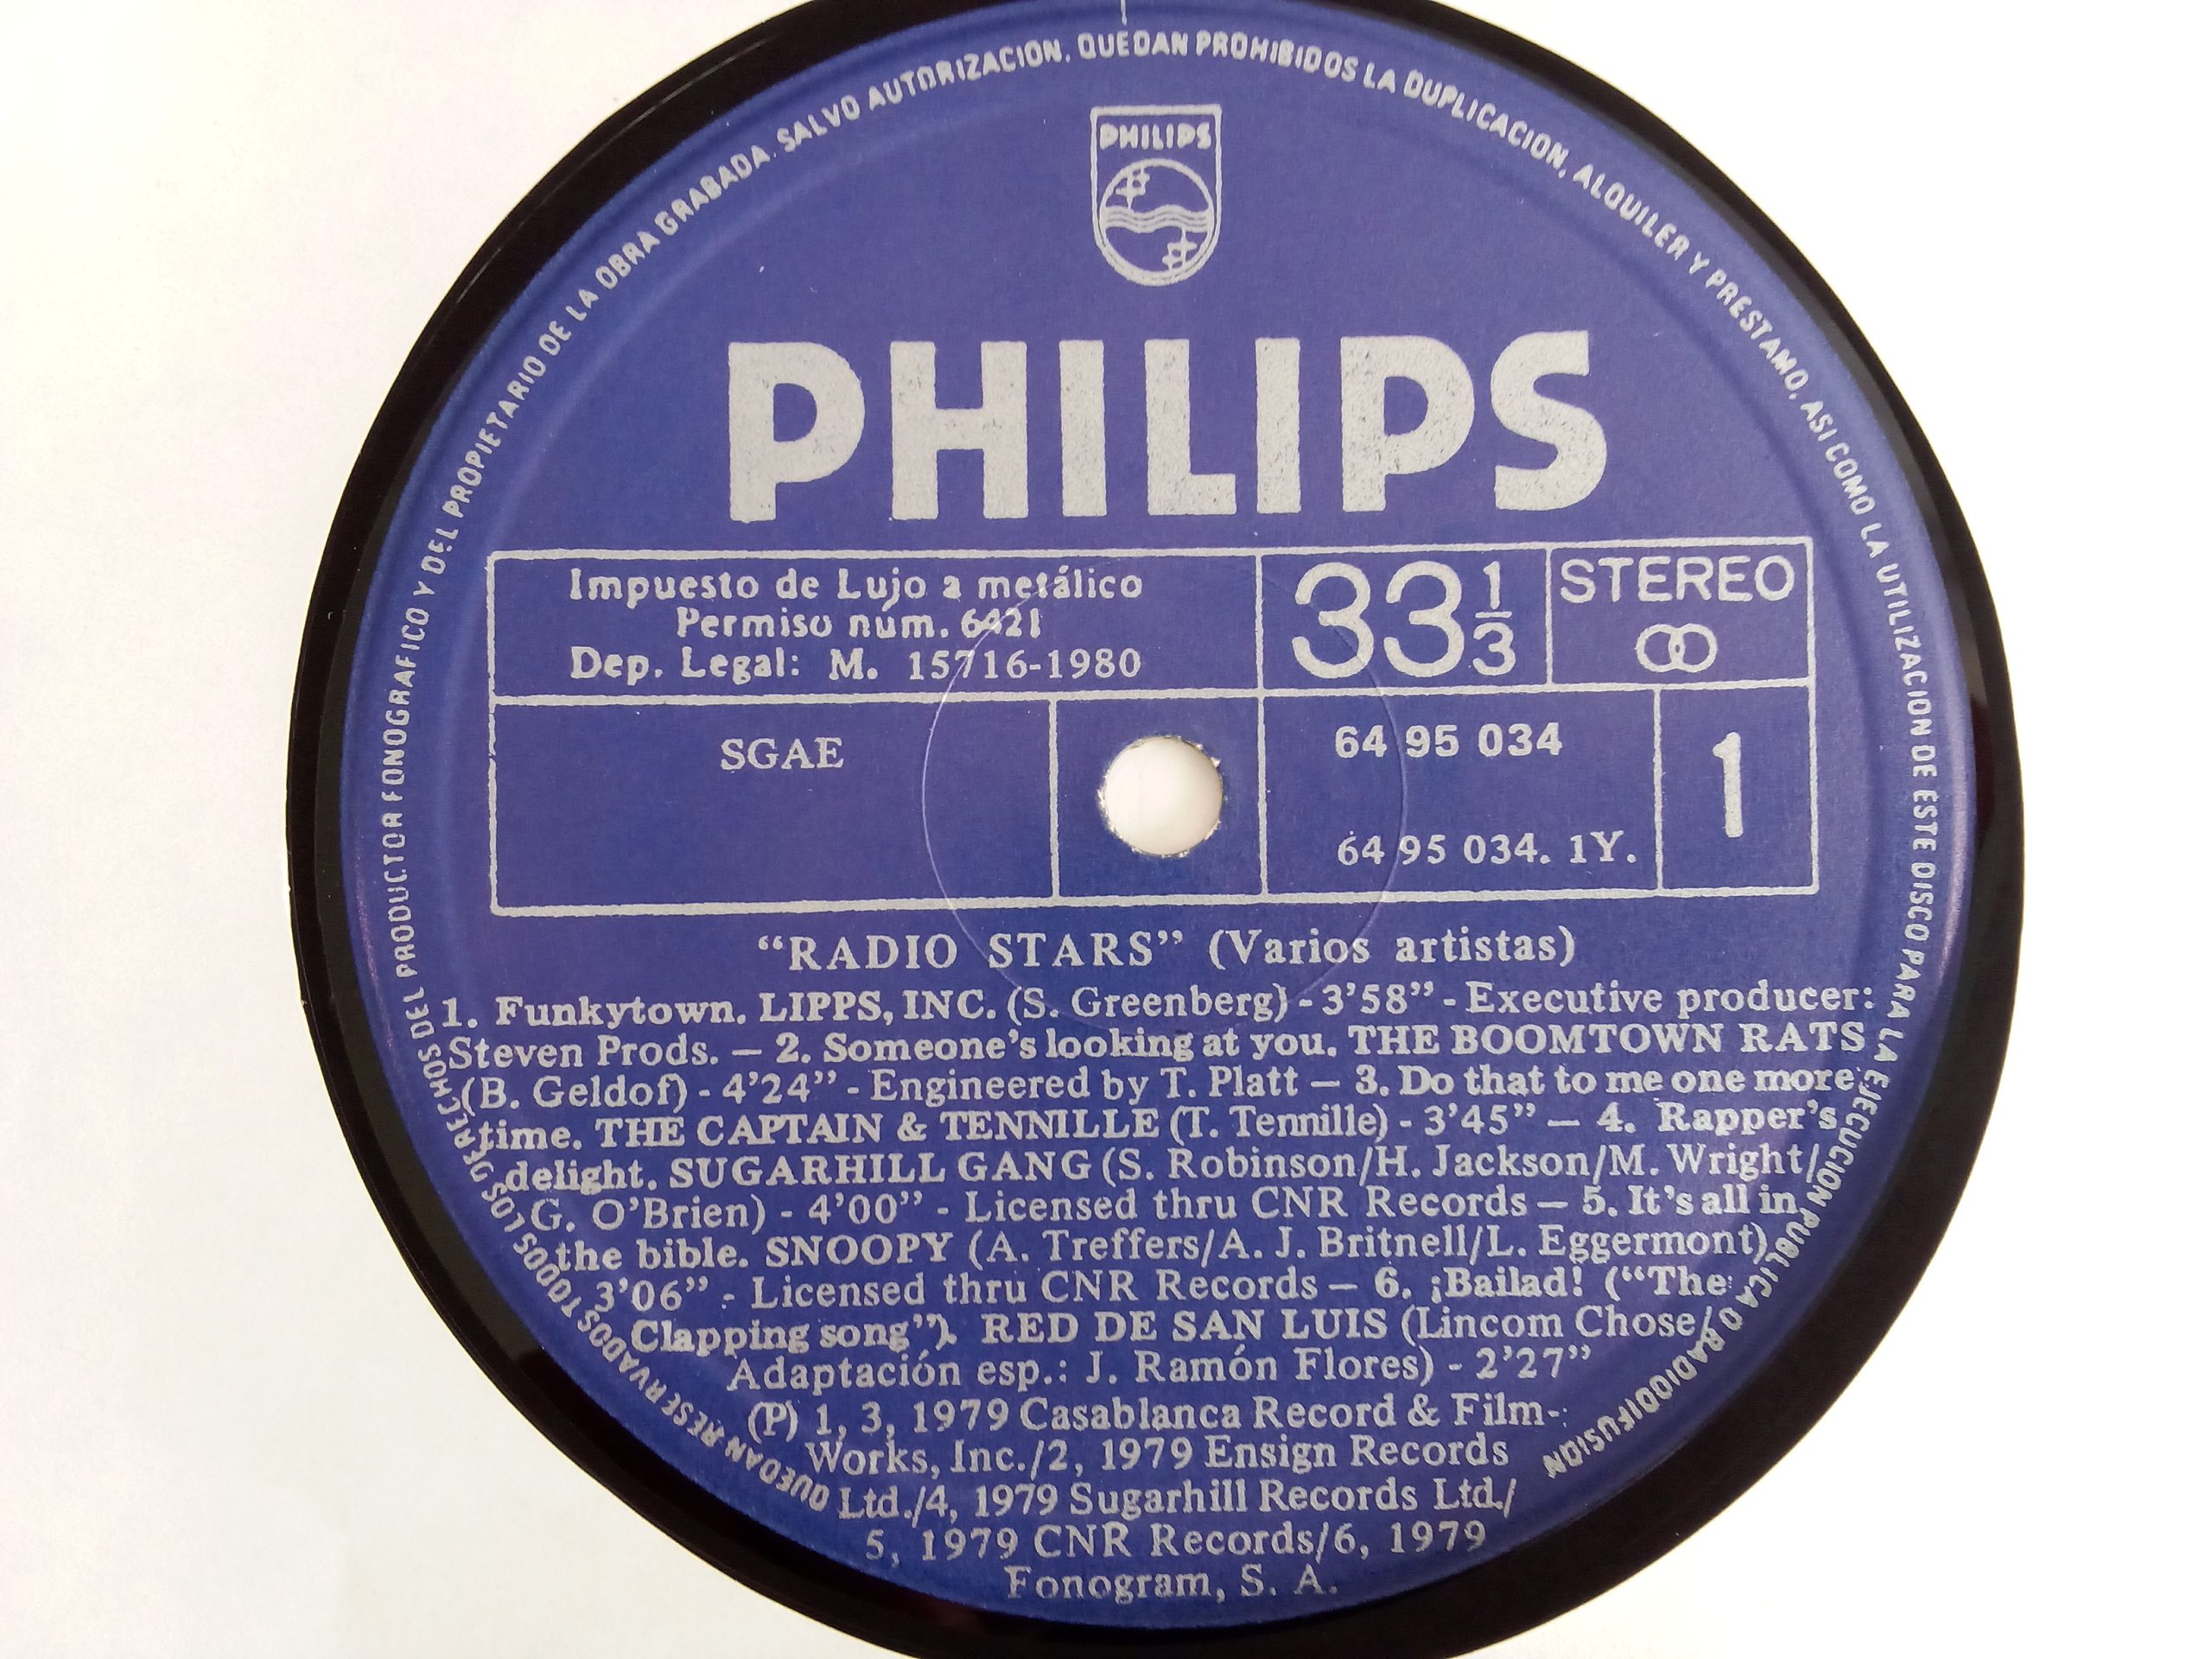 QUEDAN RESERVADOS TODOS LOS DERECHOS DEL PRODUCTOR FONOGRAFICO Y DEL PROPIETARIO DE LA OBRA GRABADA. SALVO AUTORIZACION, QUEDAN PROHIBIDOS LA DUPLICACION, ALQUILER Y PRESTAMO, ASI COMO LA UTILIZACION DE ESTE DISCO PARA LA EJECUCION PUBLICA O RADIODIFUSION
PHILIPS
PHILIPS
Impuesto de Lujo a metálico
Permiso núm. 6421
Dep. Legal: M. 15716-1980
33 1/3
STEREO
SGAE
64 95 034
64 95 034. 1Y.
1
“RADIO STARS” (Varios artistas)
1. Funkytown. LIPPS, INC. (S. Greenberg) - 3’58” - Executive producer:
Steven Prods. — 2. Someone’s looking at you. THE BOOMTOWN RATS
(B. Geldof) - 4’24” - Engineered by T. Platt — 3. Do that to me one more
time. THE CAPTAIN & TENNILLE (T. Tennille) - 3’45” — 4. Rapper’s
delight. SUGARHILL GANG (S. Robinson/H. Jackson/M. Wright/
G. O’Brien) - 4’00” - Licensed thru CNR Records — 5. It’s all in
the bible. SNOOPY (A. Treffers/A. J. Britnell/L. Eggermont)
3’06” - Licensed thru CNR Records — 6. ¡Bailad! (“The
Clapping song”). RED DE SAN LUIS (Lincom Chose/
Adaptación esp.: J. Ramón Flores) - 2’27”
(P) 1, 3, 1979 Casablanca Record & Film-
Works, Inc./2, 1979 Ensign Records
Ltd./4, 1979 Sugarhill Records Ltd/
5, 1979 CNR Records/6, 1979
Fonogram, S. A.